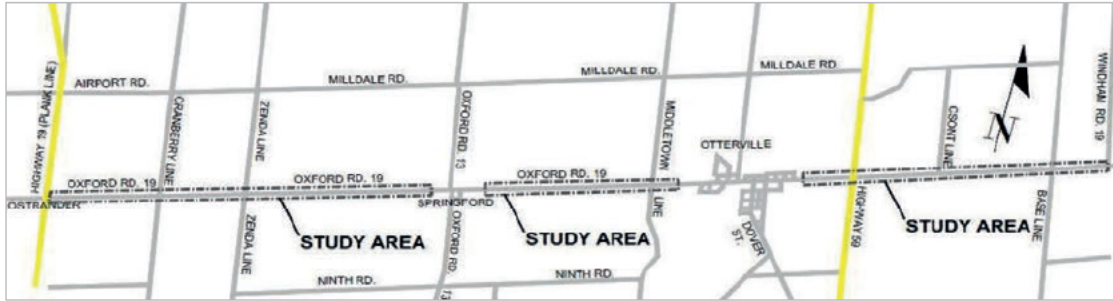 AIRPORT RD.
MILLDALE RD.
MILLDALE RD.
MILLDALE RD.
HIGHWAY 19 (PLANK LINE)
CRANBERRY LINE
ZENDA LINE
OXFORD RD. 13
MIDDLETOWN
LINE
OTTERVILLE
CSONT LINE
WINDHAM RD. 19
N
OXFORD RD. 19
OXFORD RD. 19
OXFORD RD. 19
OSTRANDER
SPRINGFORD
ZENDA LINE
OXFORD RD.
13
DOVER
ST.
HIGHWAY 59
BASE LINE
STUDY AREA
STUDY AREA
STUDY AREA
NINTH RD.
NINTH RD.